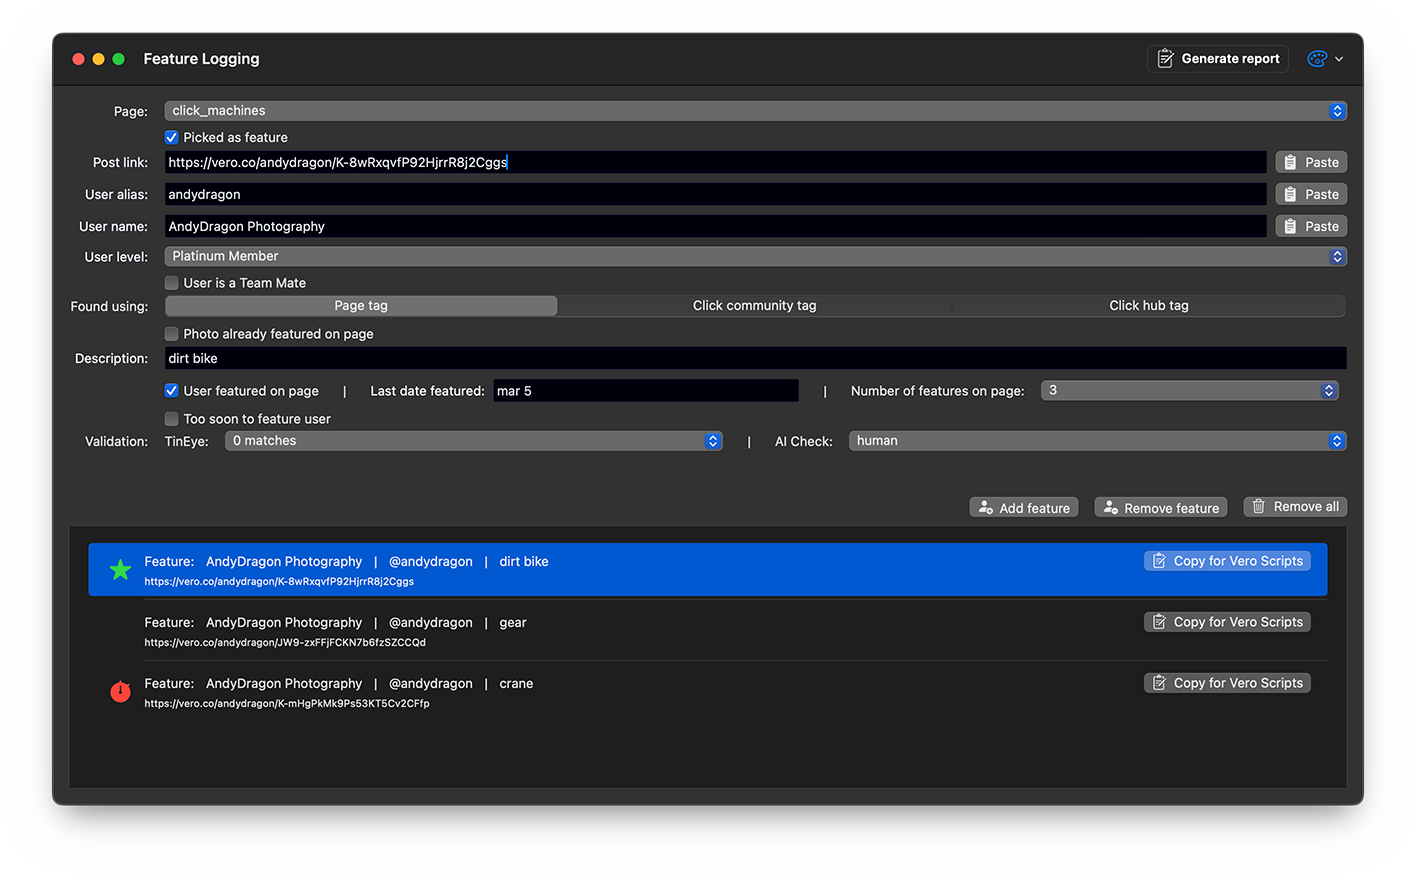 Feature Logging
Generate report
Page: click_machines
Picked as feature
Post link: https://vero.co/andydragon/K-8wRxqvfP92HjrrR8j2Cggs Paste
User alias: andydragon Paste
User name: AndyDragon Photography Paste
User level: Platinum Member
User is a Team Mate
Found using: Page tag Click community tag Click hub tag
Photo already featured on page
Description: dirt bike
User featured on page | Last date featured: mar 5 | Number of features on page: 3
Too soon to feature user
Validation: TinEye: 0 matches | AI Check: human
Add feature Remove feature Remove all
Feature: AndyDragon Photography | @andydragon | dirt bike Copy for Vero Scripts
https://vero.co/andydragon/K-8wRxqvfP92HjrrR8j2Cggs
Feature: AndyDragon Photography | @andydragon | gear Copy for Vero Scripts
https://vero.co/andydragon/JW9-zxFFjFCKN7b6fzSZCCQd
Feature: AndyDragon Photography | @andydragon | crane Copy for Vero Scripts
https://vero.co/andydragon/K-mHgPkMk9Ps53KT5Cv2CFfp